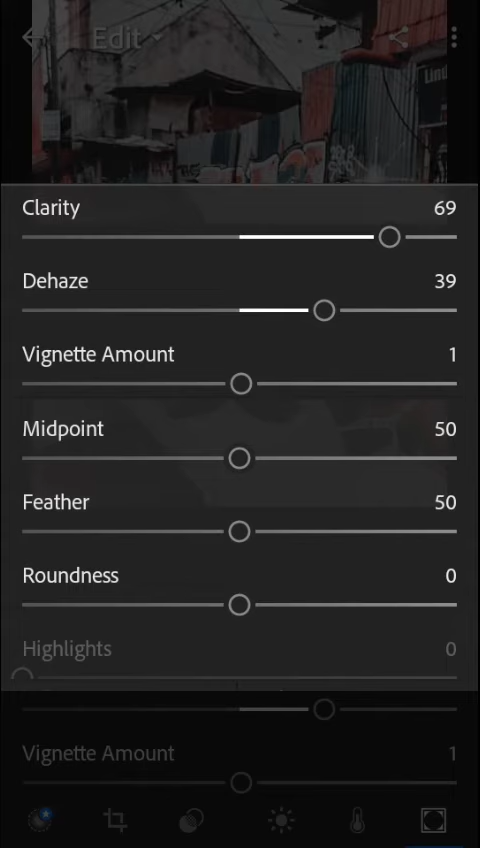 Edit
Lind
Clarity 69
Dehaze 39
Vignette Amount 1
Midpoint 50
Feather 50
Roundness 0
Highlights 0
Vignette Amount 1